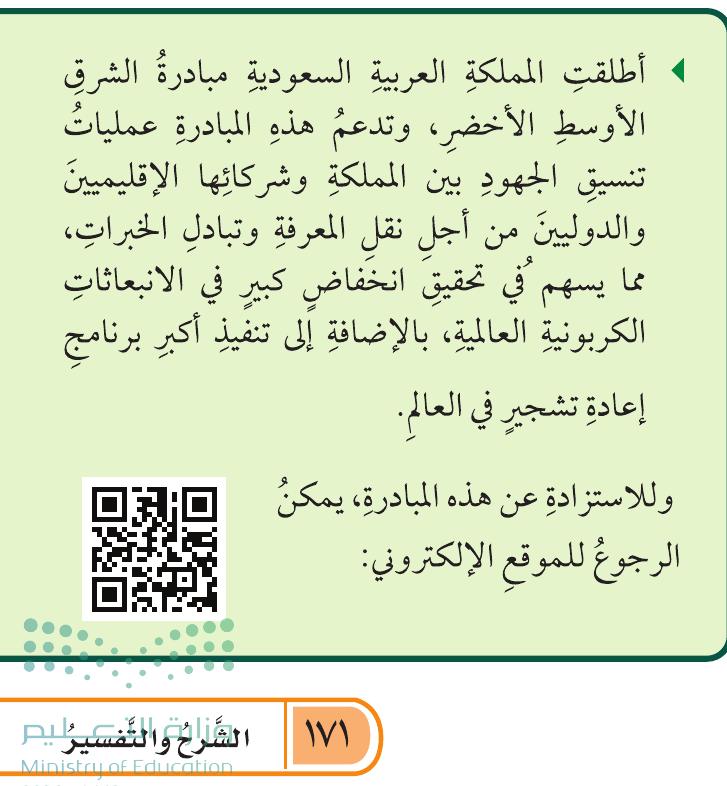 أطلقتِ المملكةِ العربيةِ السعوديةِ مبادرةُ الشرقِ
الأوسطِ الأخضرِ، وتدعمُ هذهِ المبادرةِ عملياتُ
تنسيقِ الجهودِ بين المملكةِ وشركائِها الإقليميينَ
والدوليينَ من أجلِ نقلِ المعرفةِ وتبادلِ الخبراتِ،
مما يسهم ُفي تحقيقِ انخفاضٍ كبيرٍ في الانبعاثاتِ
الكربونيةِ العالميةِ، بالإضافةِ إلى تنفيذِ أكبرِ برنامجِ
إعادةِ تشجيرٍ في العالمِ.
وللاستزادةِ عن هذه المبادرةِ، يمكنُ
الرجوعُ للموقعِ الإلكتروني:
١٧١
الشَّرحُ والتَّفسيرُ
وزارة التعليم
Ministry of Education